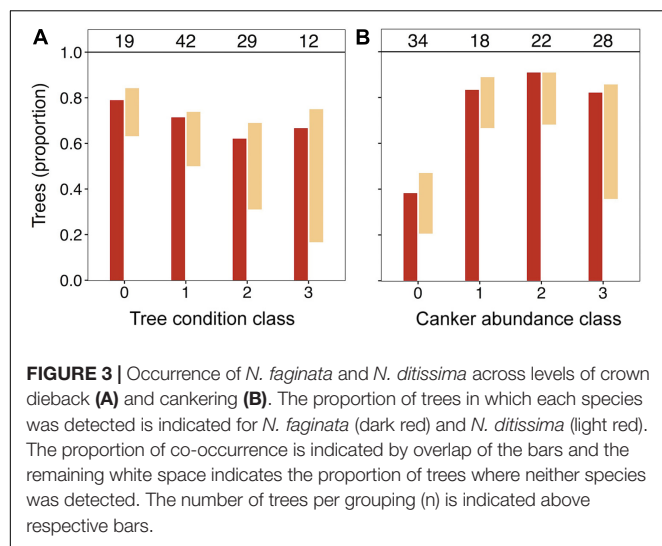 A
19 42 29 12
B
34 18 22 28
1.0
0.8
0.6
0.4
0.2
0.0
Trees (proportion)
0 1 2 3
0 1 2 3
Tree condition class
Canker abundance class
FIGURE 3 | Occurrence of N. faginata and N. ditissima across levels of crown
dieback (A) and cankering (B). The proportion of trees in which each species
was detected is indicated for N. faginata (dark red) and N. ditissima (light red).
The proportion of co-occurrence is indicated by overlap of the bars and the
remaining white space indicates the proportion of trees where neither species
was detected. The number of trees per grouping (n) is indicated above
respective bars.